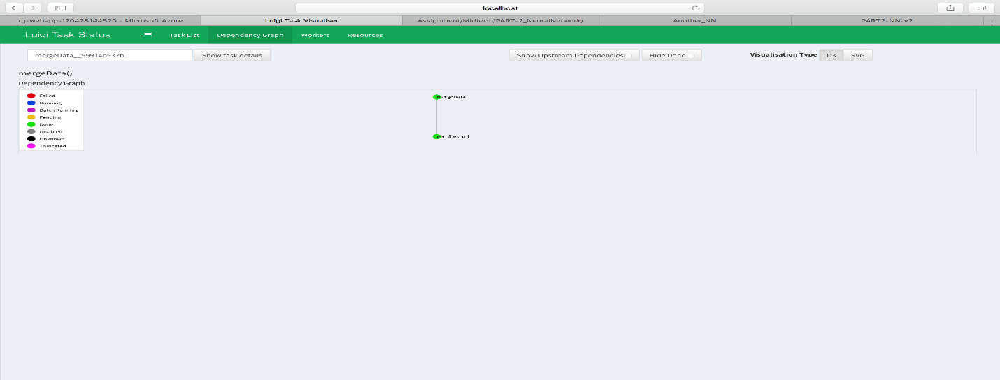 localhost
rg-webapp-170428144520 - Microsoft Azure
Luigi Task Visualiser
Assignment/Midterm/PART-2_NeuralNetwork/
Another_NN
PART2-NN-v2
Luigi Task Status
Task List
Dependency Graph
Workers
Resources
mergeData__99914b932b
Show task details
Show Upstream Dependencies
Hide Done
Visualisation Type
D3
SVG
mergeData()
Dependency Graph
Failed
Running
Batch Running
Pending
Done
Disabled
Unknown
Truncated
mergeData
get_files_url